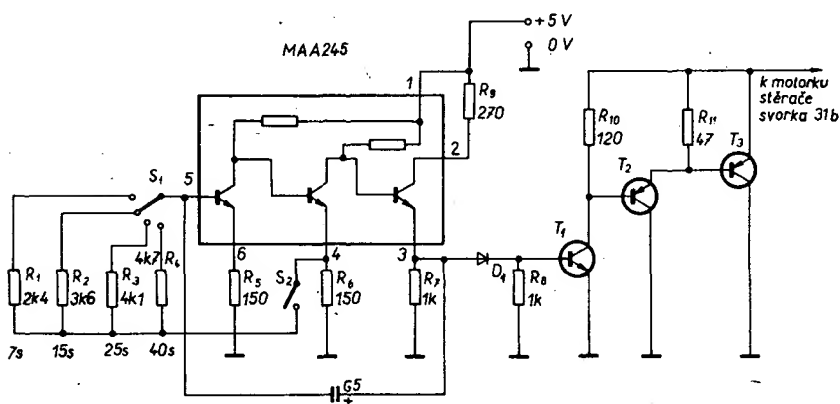 MAA245
+5 V
0 V
1
R9
270
2
k motorku
stěrače
svorka 31b
R10
120
R11
47
T3
T2
S1
5
T1
6
4
3
4k7
R4
R1
2k4
R2
3k6
R3
4k1
S2
R5
150
R6
150
R7
1k
D1
R8
1k
7s
15s
25s
40s
G5
+